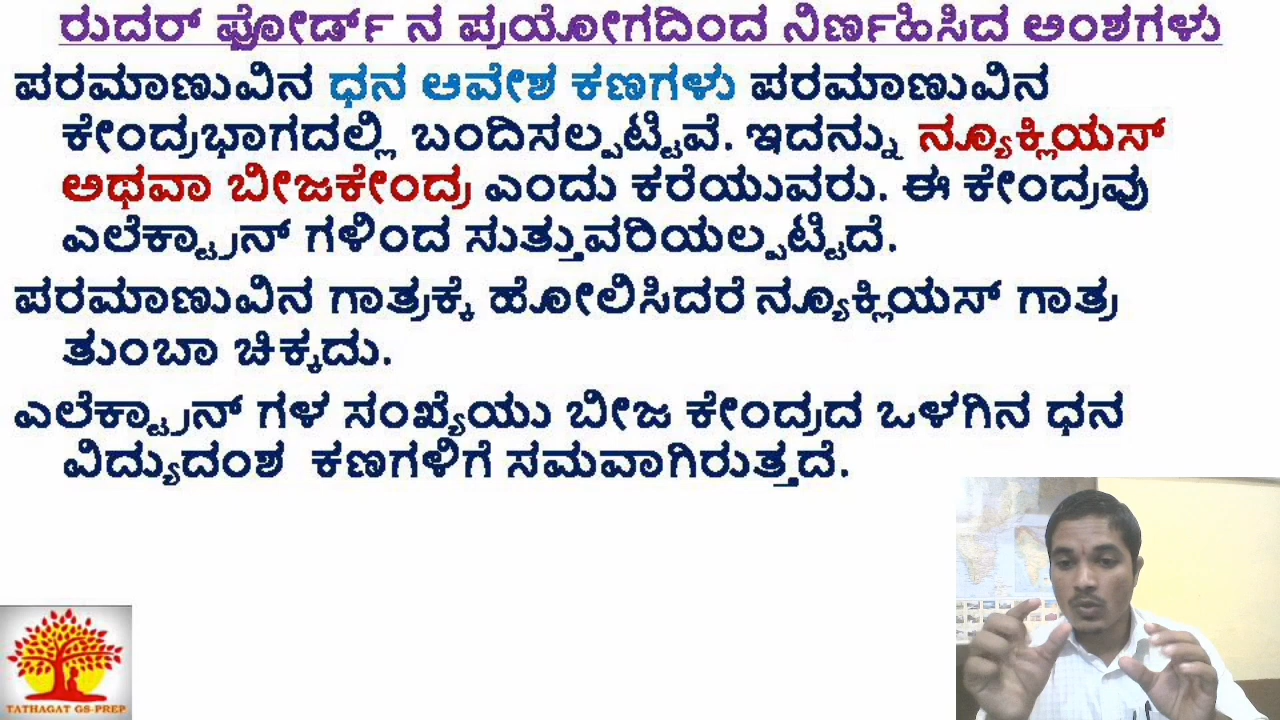 ರುದರ್ ಫೋರ್ಡ್ ನ ಪ್ರಯೋಗದಿಂದ ನಿರ್ಣಹಿಸಿದ ಅಂಶಗಳು
ಪರಮಾಣುವಿನ ಧನ ಆವೇಶ ಕಣಗಳು ಪರಮಾಣುವಿನ
ಕೇಂದ್ರಭಾಗದಲ್ಲಿ ಬಂದಿಸಲ್ಪಟ್ಟಿವೆ. ಇದನ್ನು ನ್ಯೂಕ್ಲಿಯಸ್
ಅಥವಾ ಬೀಜಕೇಂದ್ರ ಎಂದು ಕರೆಯುವರು. ಈ ಕೇಂದ್ರವು
ಎಲೆಕ್ಟ್ರಾನ್ ಗಳಿಂದ ಸುತ್ತುವರಿಯಲ್ಪಟ್ಟಿದೆ.
ಪರಮಾಣುವಿನ ಗಾತ್ರಕ್ಕೆ ಹೋಲಿಸಿದರೆ ನ್ಯೂಕ್ಲಿಯಸ್ ಗಾತ್ರ
ತುಂಬಾ ಚಿಕ್ಕದು.
ಎಲೆಕ್ಟ್ರಾನ್ ಗಳ ಸಂಖ್ಯೆಯು ಬೀಜ ಕೇಂದ್ರದ ಒಳಗಿನ ಧನ
ವಿದ್ಯುದಂಶ ಕಣಗಳಿಗೆ ಸಮವಾಗಿರುತ್ತದೆ.
TATHAGAT GS-PREP